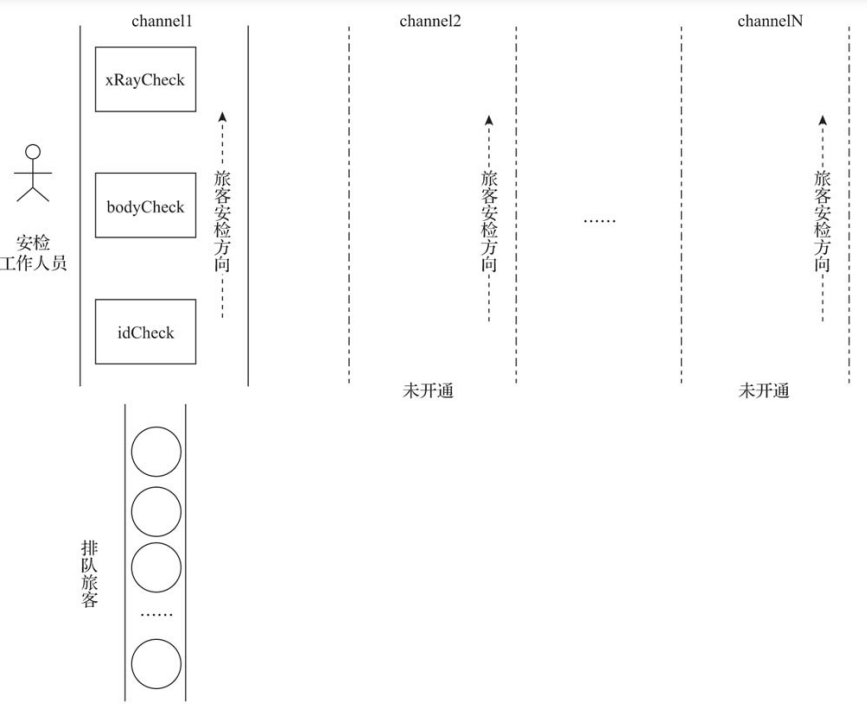 channel1
channel2
channelN
xRayCheck
bodyCheck
idCheck
旅客安检方向
旅客安检方向
旅客安检方向
……
安检
工作人员
未开通
未开通
排队旅客
……